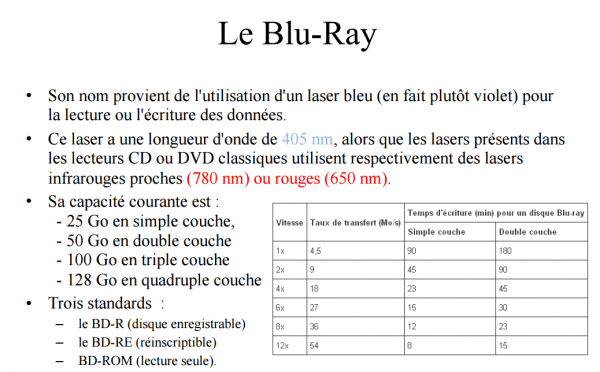 Le Blu-Ray
• Son nom provient de l'utilisation d'un laser bleu (en fait plutôt violet) pour
la lecture ou l'écriture des données.
• Ce laser a une longueur d'onde de 405 nm, alors que les lasers présents dans
les lecteurs CD ou DVD classiques utilisent respectivement des lasers
infrarouges proches (780 nm) ou rouges (650 nm).
• Sa capacité courante est :
- 25 Go en simple couche,
- 50 Go en double couche
- 100 Go en triple couche
- 128 Go en quadruple couche
• Trois standards :
– le BD-R (disque enregistrable)
– le BD-RE (réinscriptible)
– BD-ROM (lecture seule).
Vitesse Taux de transfert (Mo/s) Temps d'écriture (min) pour un disque Blu-ray
Simple couche Double couche
1x 4,5 90 180
2x 9 45 90
4x 18 23 45
6x 27 15 30
8x 36 12 23
12x 54 8 15